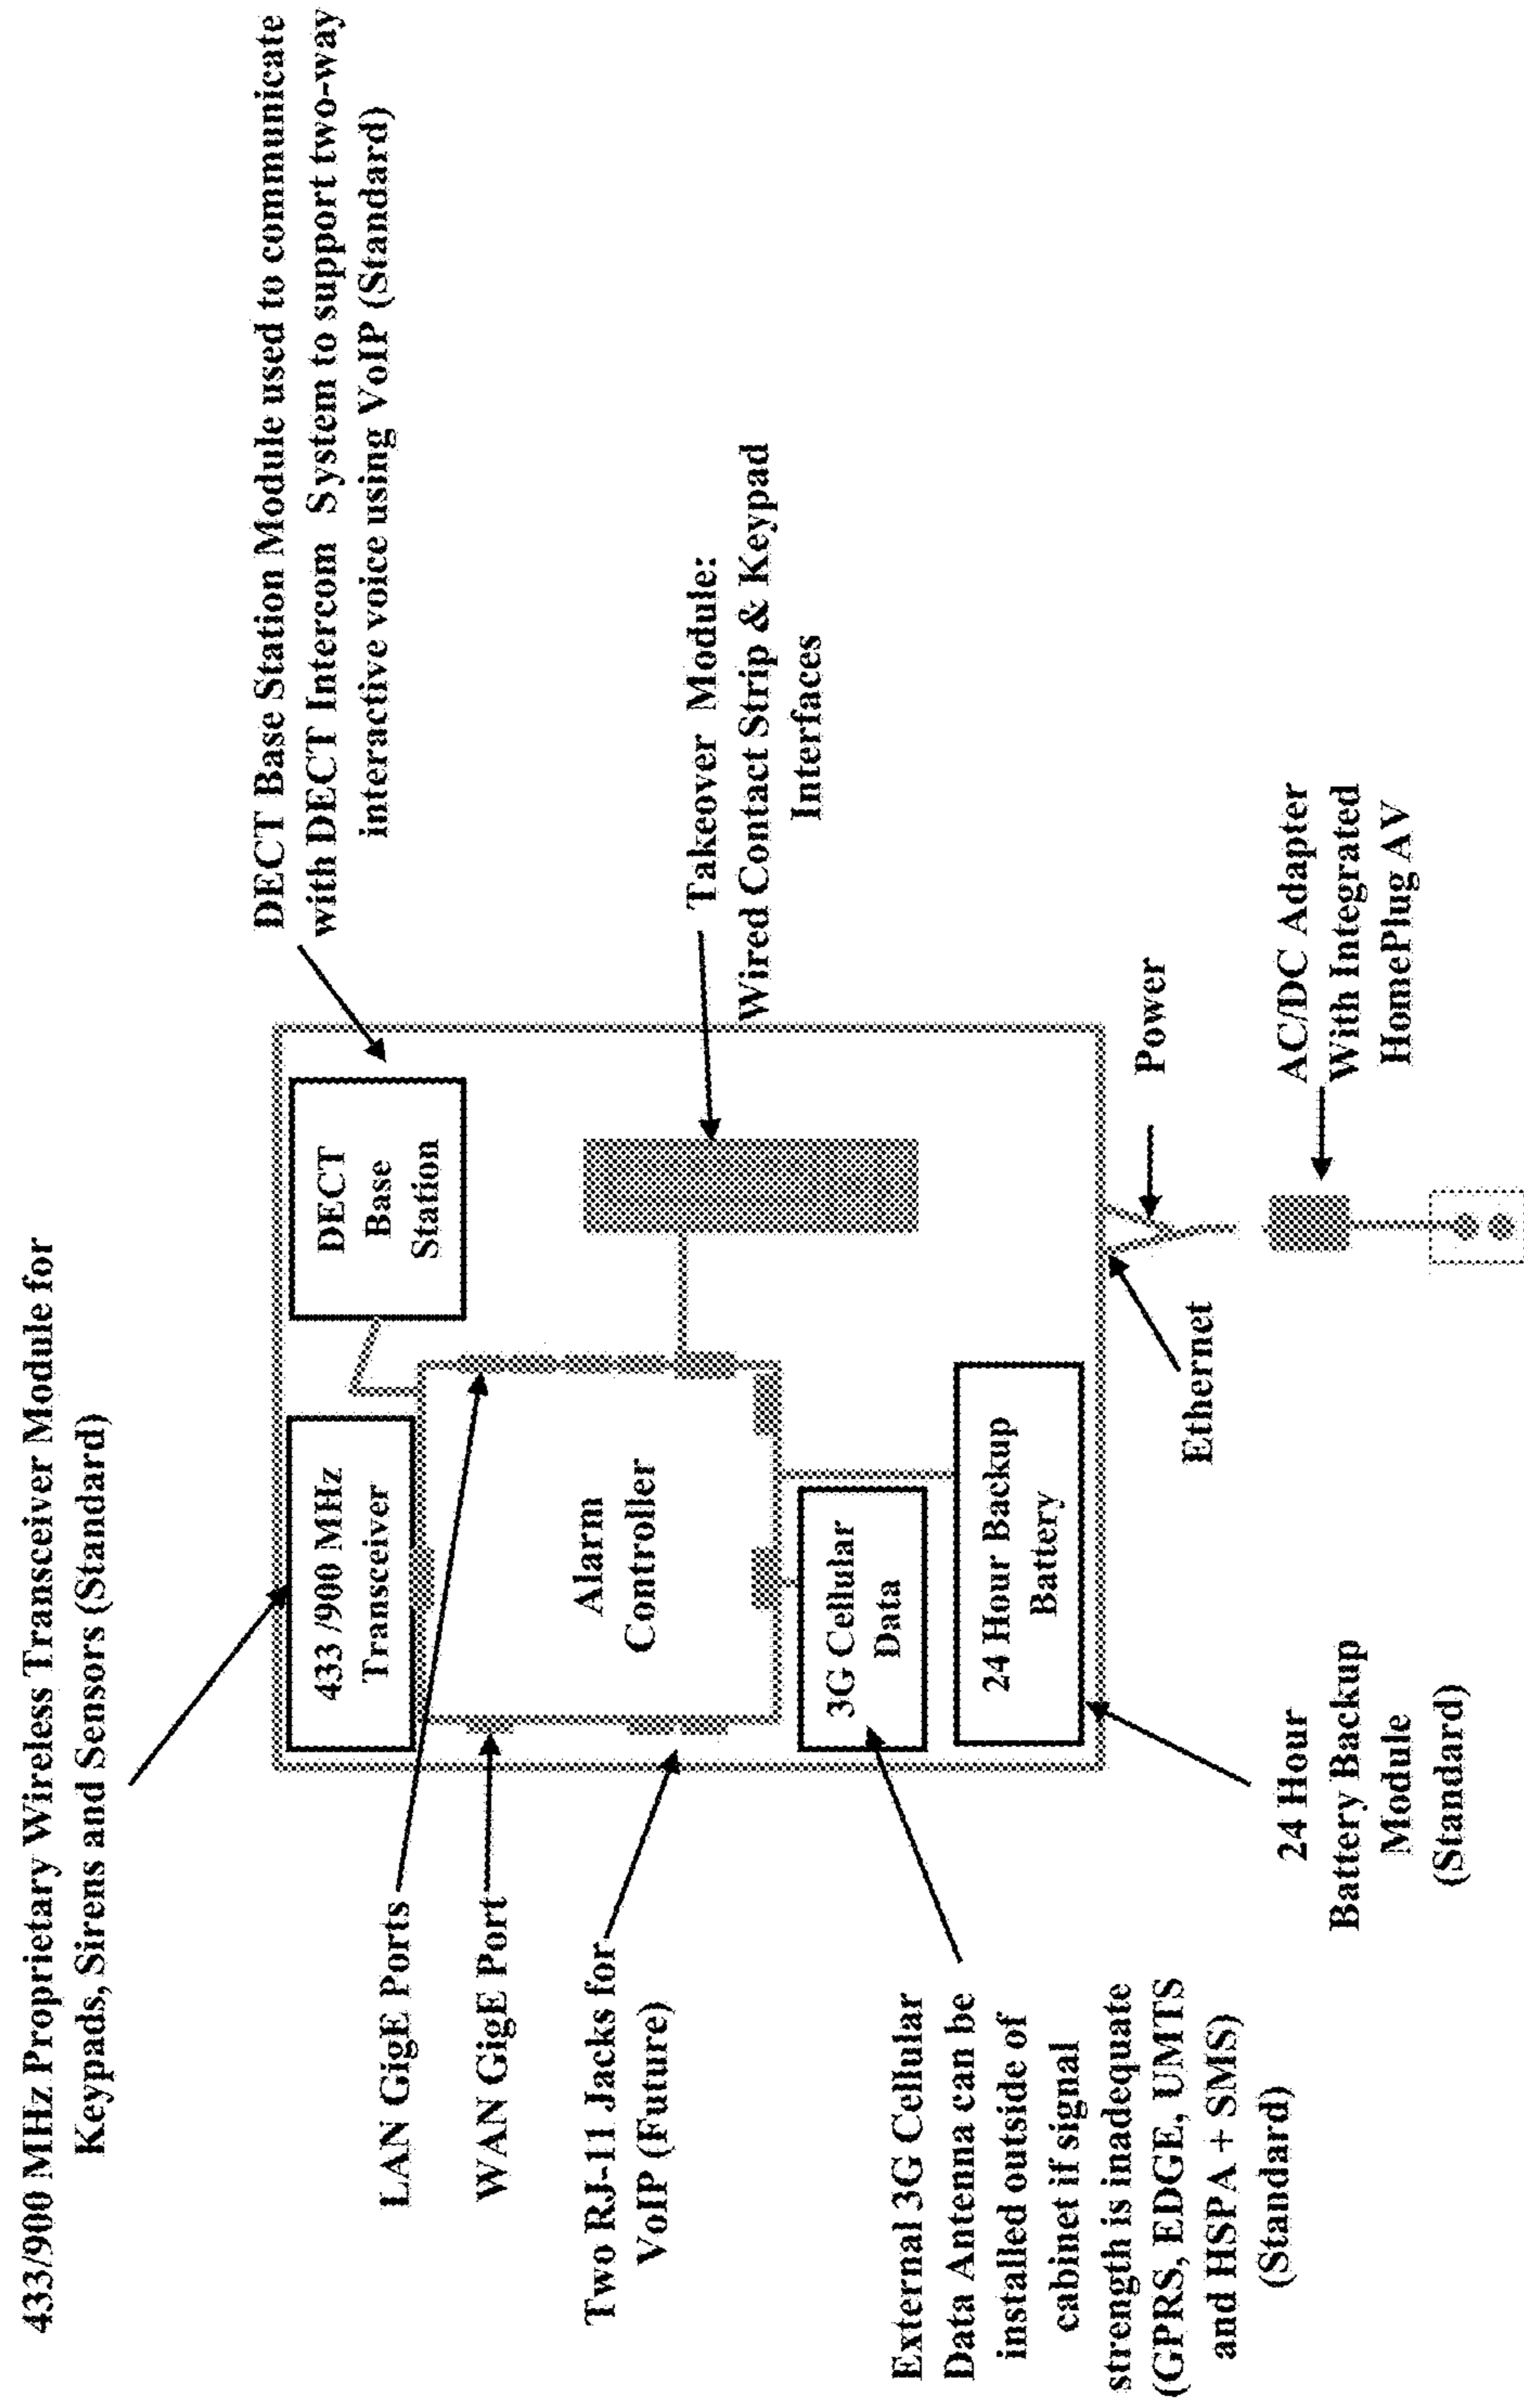 433/900 MHz Proprietary Wireless Transceiver Module for
Keypads, Sirens and Sensors (Standard)
DECT Base Station Module used to communicate
with DECT Intercom System to support two-way
interactive voice using VoIP (Standard)
433 /900 MHz
Transceiver
DECT
Base
Station
LAN GigE Ports
WAN GigE Port
Two RJ-11 Jacks for
VoIP (Future)
Alarm
Controller
Takeover Module:
Wired Contact Strip & Keypad
Interfaces
3G Cellular
Data
24 Hour Backup
Battery
External 3G Cellular
Data Antenna can be
installed outside of
cabinet if signal
strength is inadequate
(GPRS, EDGE, UMTS
and HSPA + SMS)
(Standard)
24 Hour
Battery Backup
Module
(Standard)
Ethernet
Power
AC/DC Adapter
With Integrated
HomePlug AV